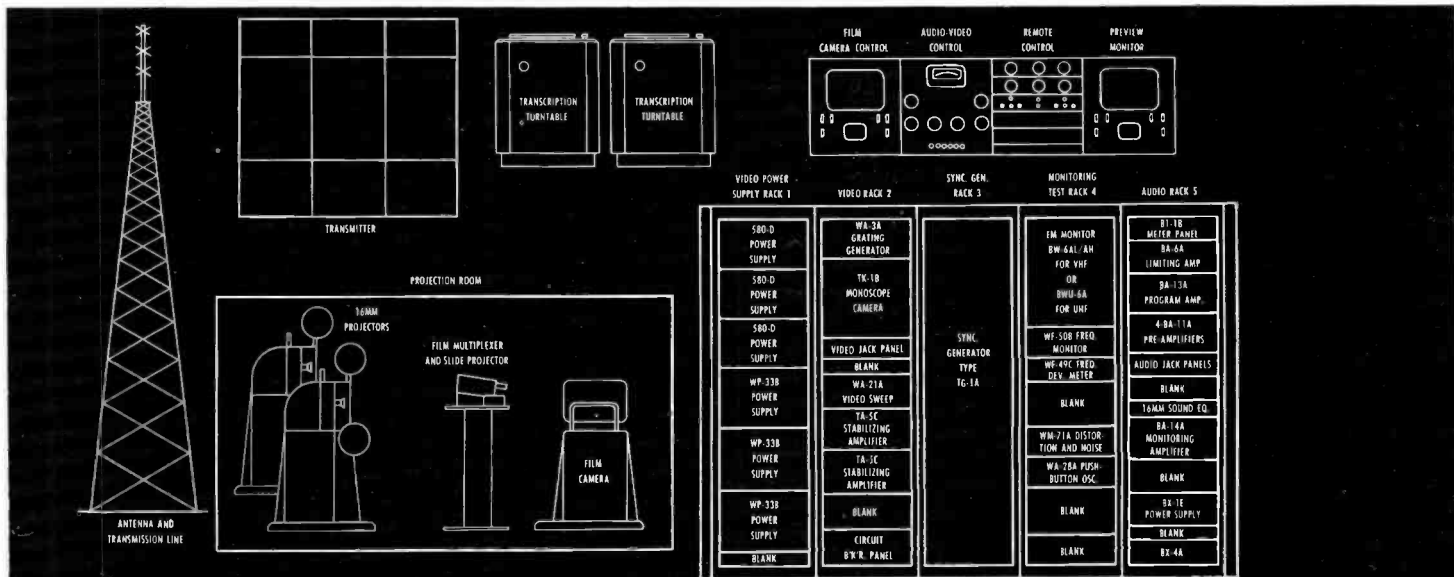 FILM
CAMERA CONTROL
AUDIO-VIDEO
CONTROL
REMOTE
CONTROL
PREVIEW
MONITOR
TRANSCRIPTION
TURNTABLE
TRANSCRIPTION
TURNTABLE
TRANSMITTER
ANTENNA AND
TRANSMISSION LINE
PROJECTION ROOM
16MM
PROJECTORS
FILM MULTIPLEXER
AND SLIDE PROJECTOR
FILM
CAMERA
VIDEO POWER
SUPPLY RACK 1
580-D
POWER
SUPPLY
580-D
POWER
SUPPLY
580-D
POWER
SUPPLY
WP-33B
POWER
SUPPLY
WP-33B
POWER
SUPPLY
WP-33B
POWER
SUPPLY
BLANK
VIDEO RACK 2
WA-3A
GRATING
GENERATOR
TK-1B
MONOSCOPE
CAMERA
VIDEO JACK PANEL
BLANK
WA-21A
VIDEO SWEEP
TA-5C
STABILIZING
AMPLIFIER
TA-5C
STABILIZING
AMPLIFIER
BLANK
CIRCUIT
B'K'R. PANEL
SYNC. GEN.
RACK 3
SYNC.
GENERATOR
TYPE
TG-1A
MONITORING
TEST RACK 4
FM MONITOR
BW-6AL/AH
FOR VHF
OR
BWU-6A
FOR UHF
WF-50B FREQ.
MONITOR
WF-49C FREQ.
DEV. METER
BLANK
WM-71A DISTOR-
TION AND NOISE
WA-28A PUSH-
BUTTON OSC.
BLANK
BLANK
AUDIO RACK 5
BI-1B
METER PANEL
BA-6A
LIMITING AMP
BA-13A
PROGRAM AMP.
4-BA-11A
PRE-AMPLIFIERS
AUDIO JACK PANELS
BLANK
16MM SOUND EQ.
BA-14A
MONITORING
AMPLIFIER
BLANK
BX-1E
POWER SUPPLY
BLANK
BX-4A